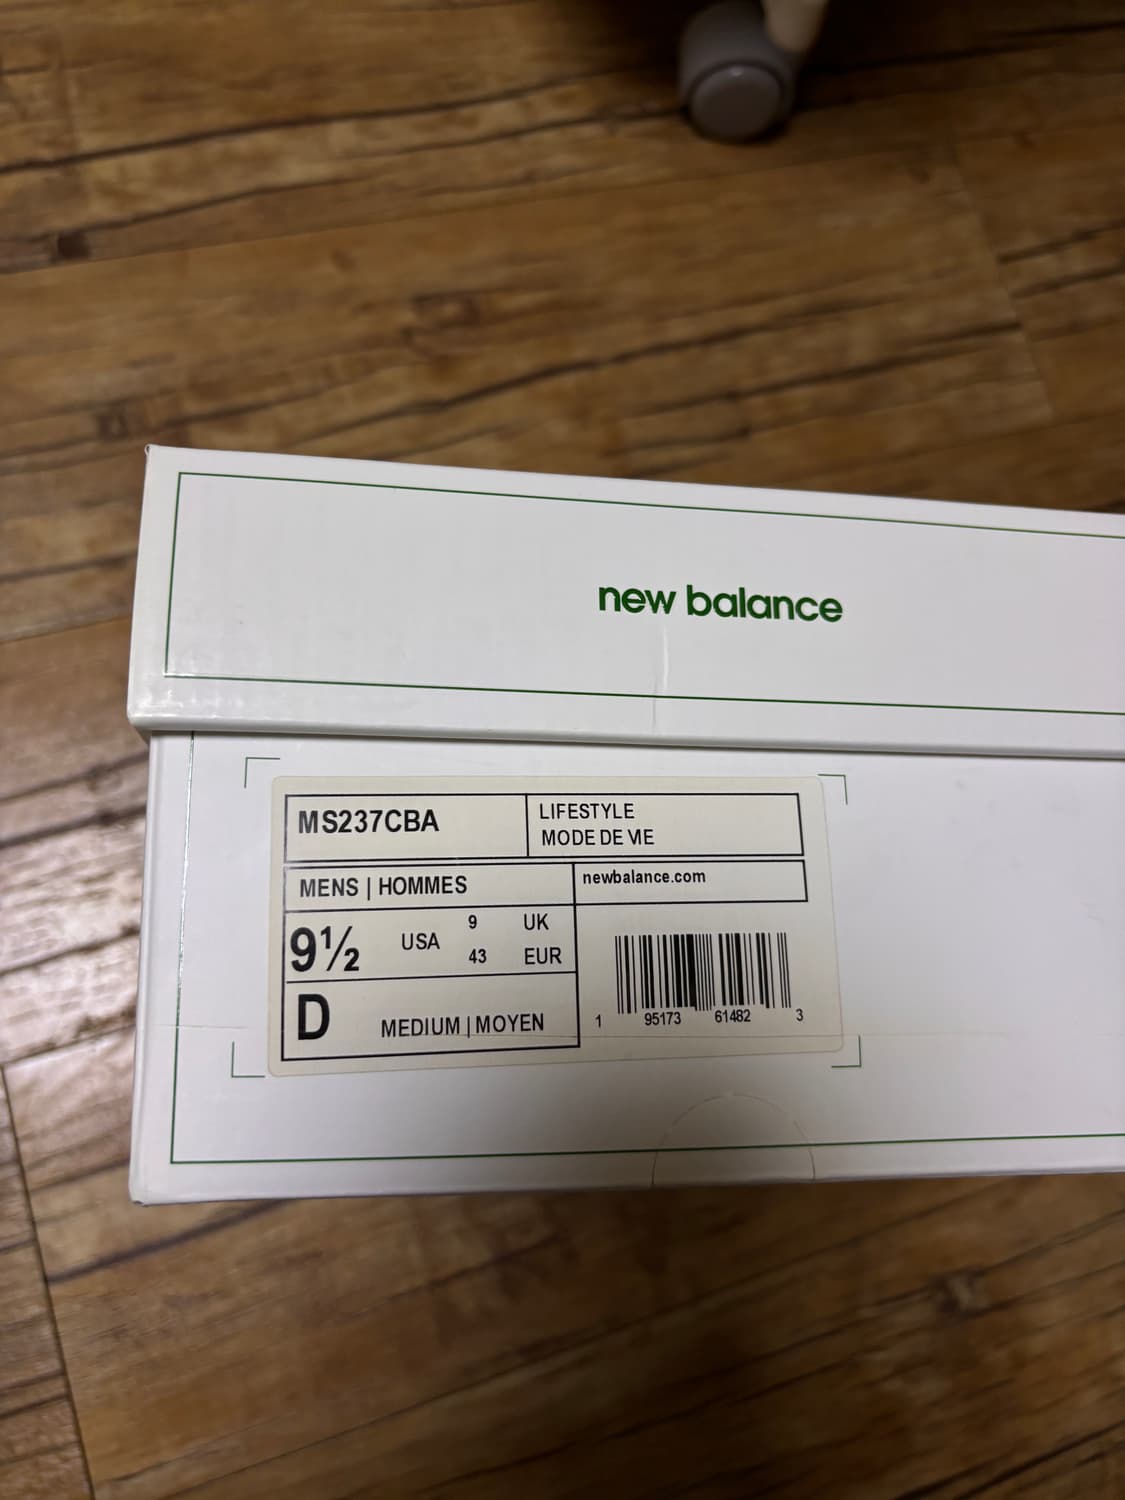 new balance
MS237CBA
LIFESTYLE
MODE DE VIE
MENS | HOMMES
newbalance.com
9½ USA
9 UK
43 EUR
D MEDIUM | MOYEN
1 95173 61482 3